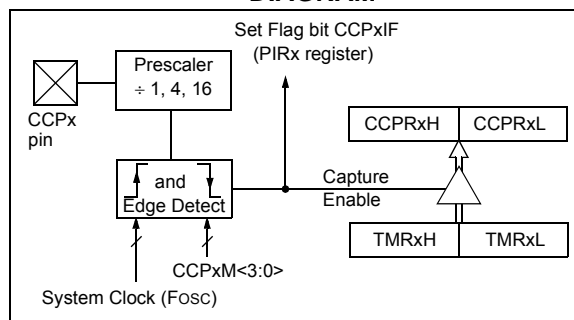 Set Flag bit CCPxIF
(PIRx register)
Prescaler
÷ 1, 4, 16
CCPx
pin
CCPRxH CCPRxL
and
Edge Detect
Capture
Enable
TMRxH TMRxL
CCPxM<3:0>
System Clock (FOSC)